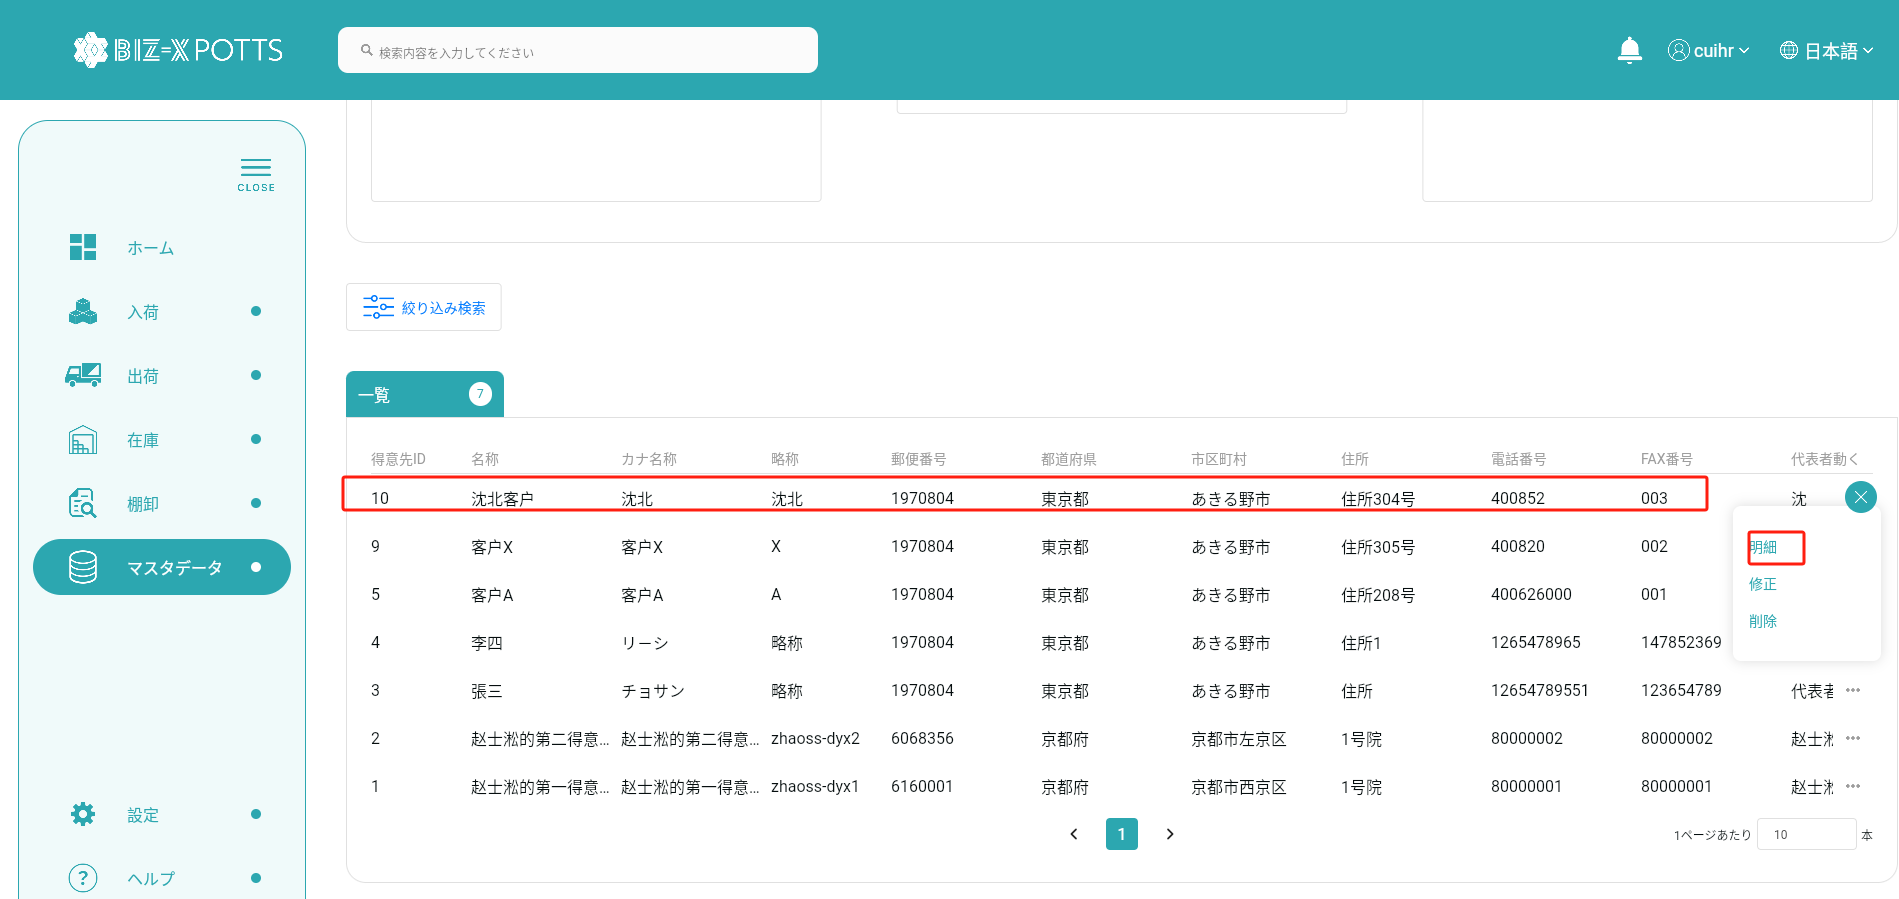 BIZ=X POTTS
検索内容を入力してください
cuihr
日本語
CLOSE
ホーム
入荷
出荷
在庫
棚卸
マスタデータ
設定
? ヘルプ
絞り込み検索
一覧 7
得意先ID 名称 カナ名称 略称 郵便番号 都道府県 市区町村 住所 電話番号 FAX番号 代表者動く
10 沈北客户 沈北 沈北 1970804 東京都 あきる野市 住所304号 400852 003 沈
9 客户X 客户X X 1970804 東京都 あきる野市 住所305号 400820 002
5 客户A 客户A A 1970804 東京都 あきる野市 住所208号 400626000 001
4 李四 リーシ 略称 1970804 東京都 あきる野市 住所1 1265478965 147852369
3 張三 チョサン 略称 1970804 東京都 あきる野市 住所 12654789551 123654789 代表者 ...
2 赵士淞的第二得意... 赵士淞的第二得意... zhaoss-dyx2 6068356 京都府 京都市左京区 1号院 80000002 80000002 赵士淞 ...
1 赵士淞的第一得意... 赵士淞的第一得意... zhaoss-dyx1 6160001 京都府 京都市西京区 1号院 80000001 80000001 赵士淞 ...
明細
修正
削除
1
1ページあたり 10 本